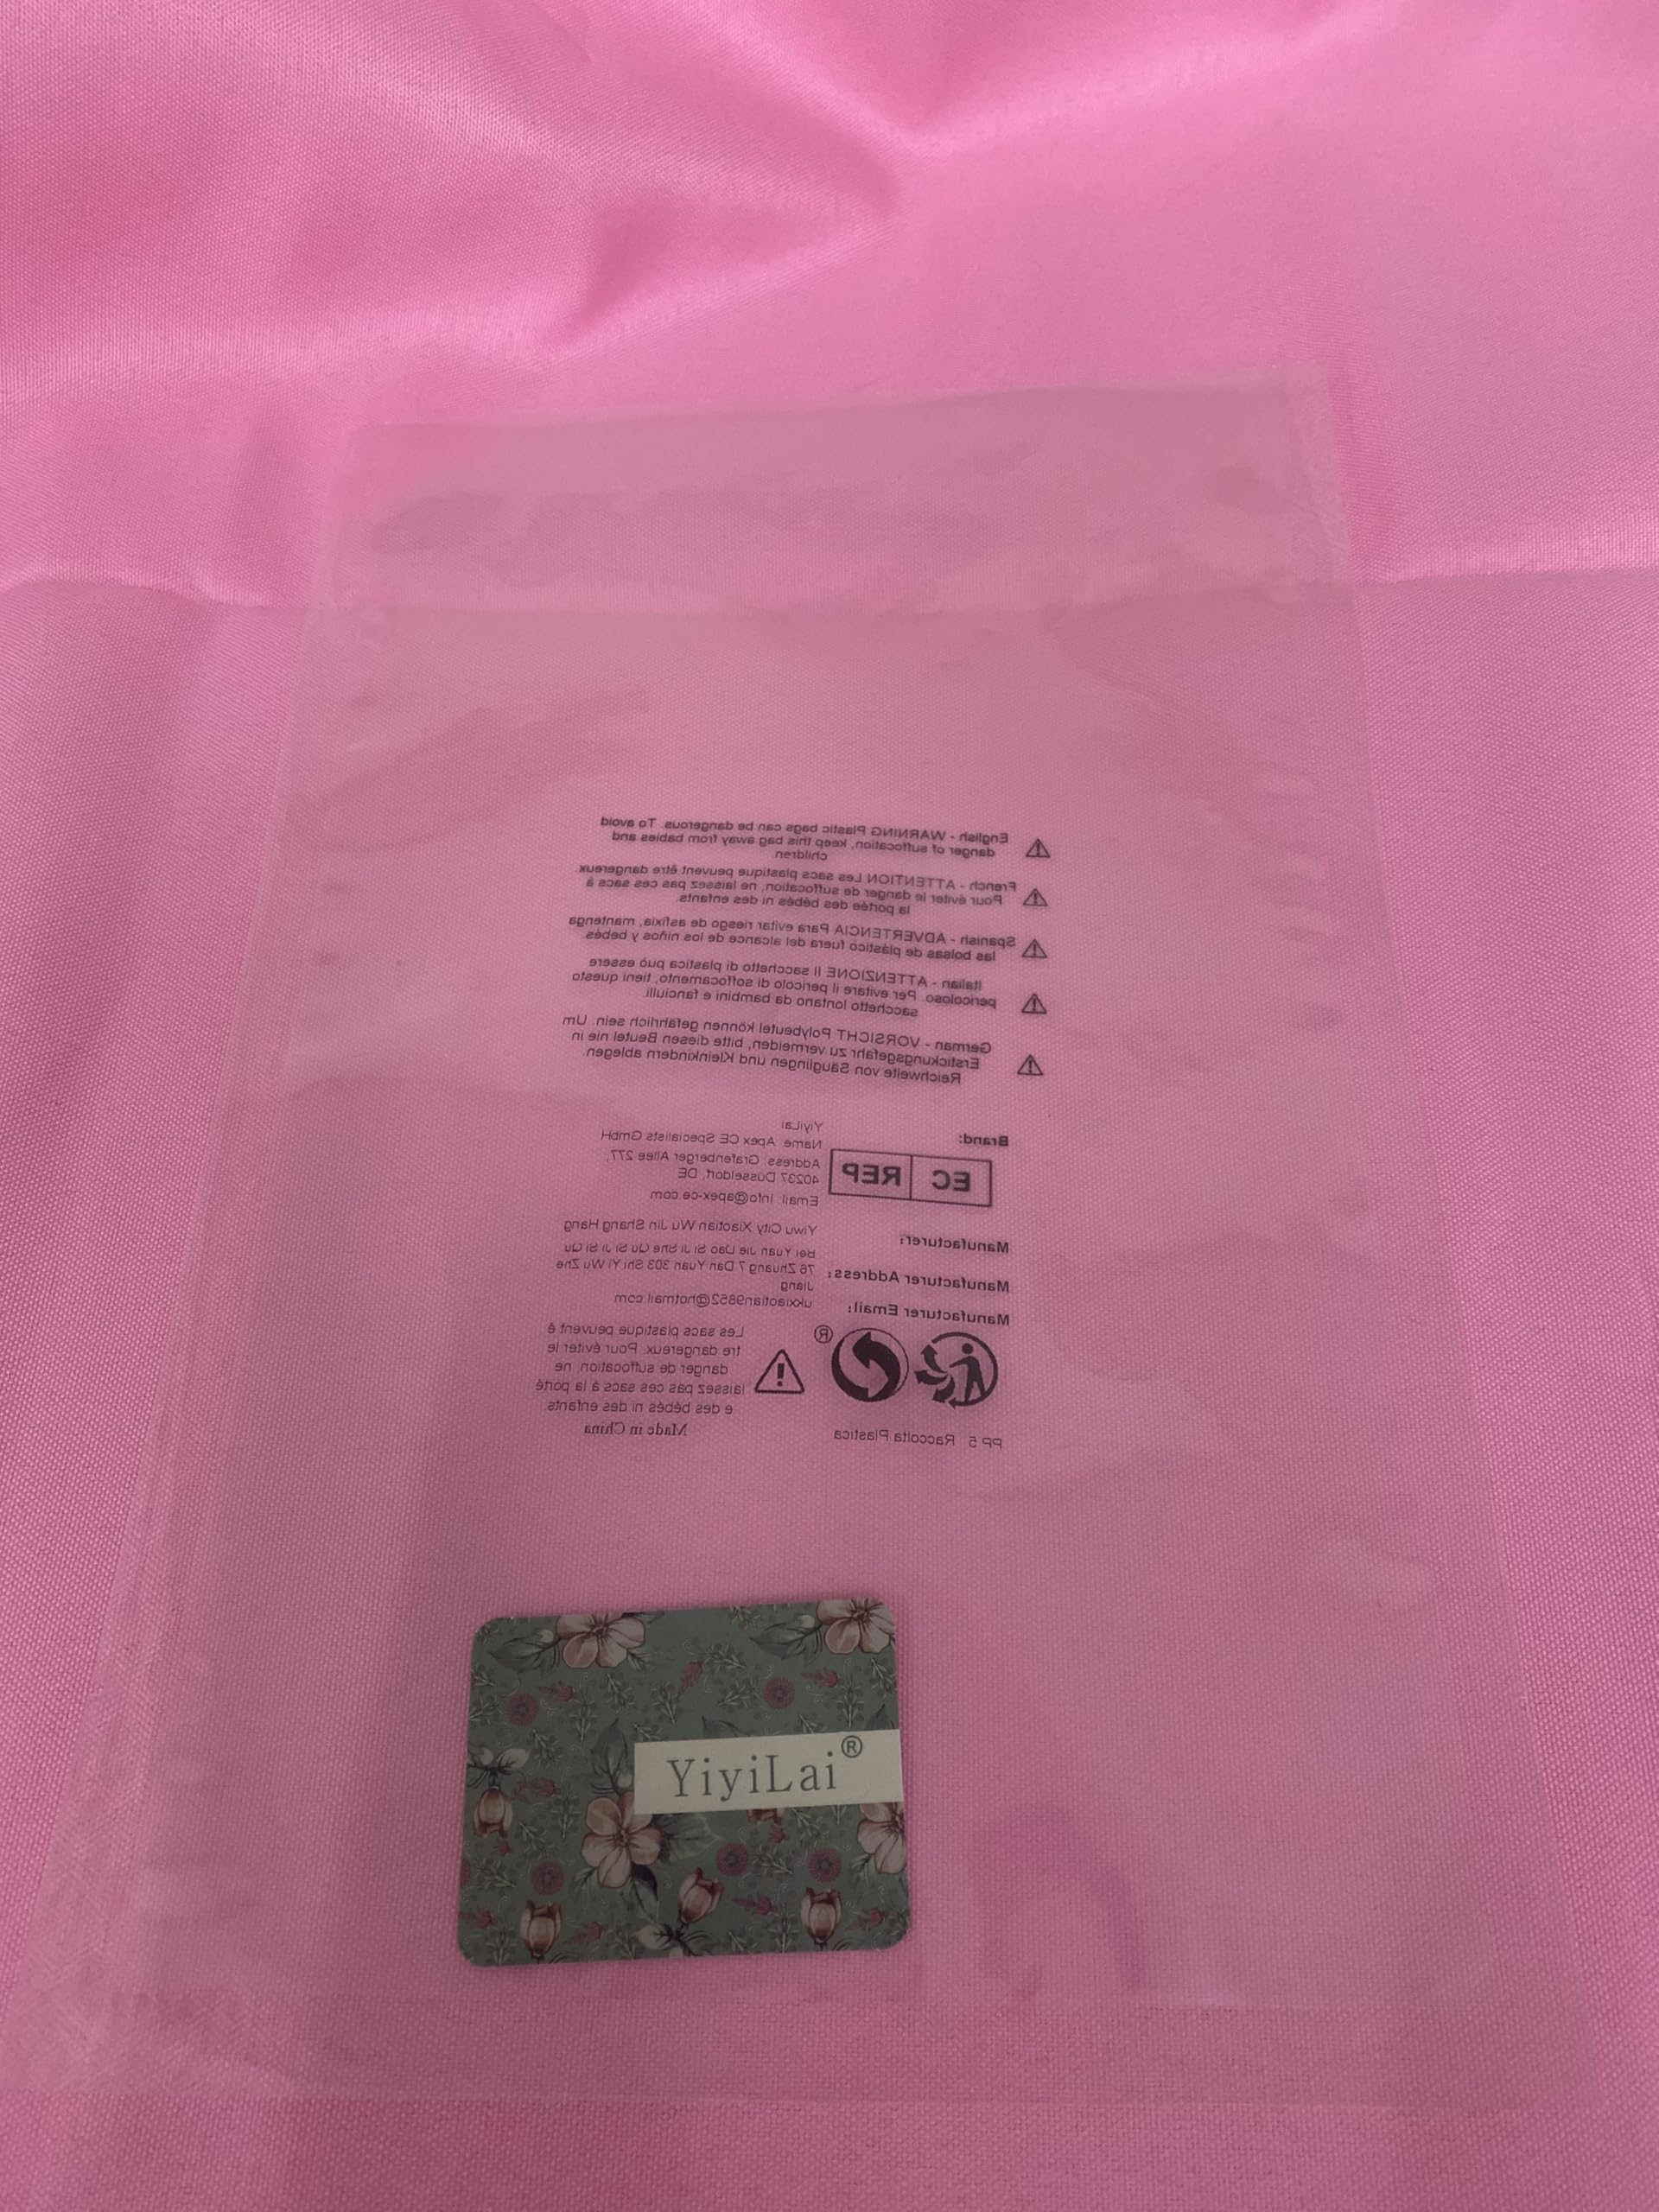 English - WARNING Plastic bags can be dangerous. To avoid
danger of suffocation, keep this bag away from babies and
children
French - ATTENTION Les sacs plastique peuvent être dangereux.
Pour éviter le danger de suffocation, ne laissez pas ces sacs à
la portée des bébés ni des enfants.
Spanish - ADVERTENCIA Para evitar riesgo de asfixia, mantenga
las bolsas de plástico fuera del alcance de los niños y bebés.
Italian - ATTENZIONE Il sacchetto di plastica può essere
pericoloso. Per evitare il pericolo di soffocamento, tieni questo
sacchetto lontano da bambini e fanciulli.
German - VORSICHT Polybeutel können gefährlich sein. Um
Erstickungsgefahr zu vermeiden, bitte diesen Beutel nie in
Reichweite von Säuglingen und Kleinkindern ablegen.
Brand: YiyiLai
EC REP
Name: Apex CE Specialists GmbH
Address: Grafenberger Allee 277,
40237 Düsseldorf, DE
Email: Info@apex-ce.com
Manufacturer: Yiwu City Xiaotian Wu Jin Shang Hang
Manufacturer Address: Bei Yuan Jie Dao Si Ji She Qu Si Ji Si Qu
76 Zhuang 7 Dan Yuan 303 Shi Yi Wu Zhe
Jiang
Manufacturer Email: ukxiaotian9852@hotmail.com
®
Les sacs plastique peuvent ê
tre dangereux. Pour éviter le
danger de suffocation, ne
laissez pas ces sacs à la porté
e des bébés ni des enfants.
PP 5 Raccolta Plastica
Made in China
YiyiLai®